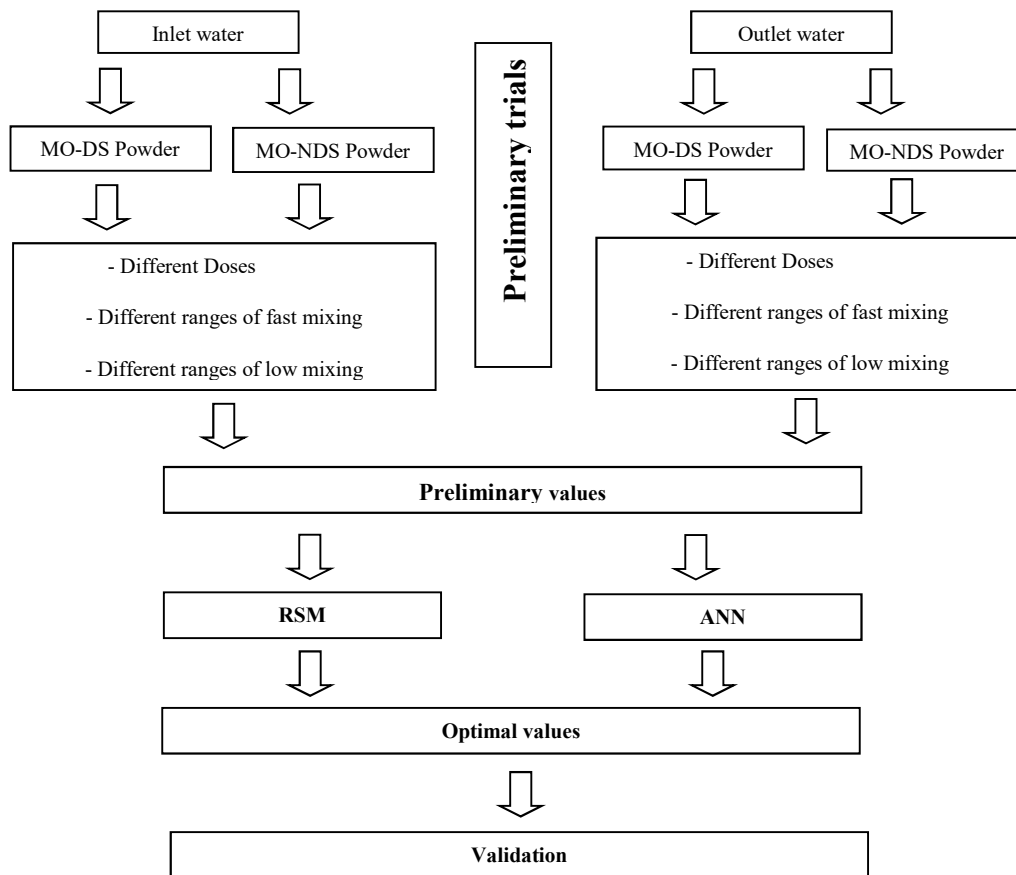 Inlet water
Outlet water
Preliminary trials
MO-DS Powder
MO-NDS Powder
MO-DS Powder
MO-NDS Powder
- Different Doses
- Different ranges of fast mixing
- Different ranges of low mixing
- Different Doses
- Different ranges of fast mixing
- Different ranges of low mixing
Preliminary values
RSM
ANN
Optimal values
Validation